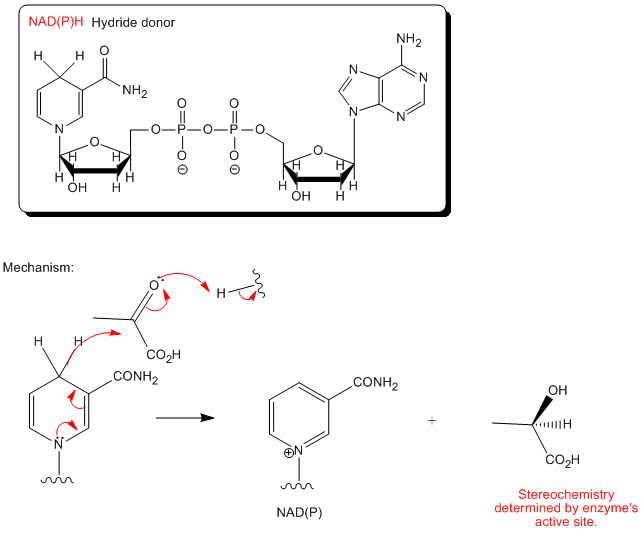 NAD(P)H Hydride donor
NH2
H H O
N N
NH2
O O
N N
N
O O P O P O
O
O
H H O O H H
H H
OH
⊖ ⊖
OH
Mechanism:
O
H
H H
CO2H
CONH2
N
CONH2
N
⊕
+
OH
H
CO2H
NAD(P)
Stereochemistry
determined by enzyme's
active site.